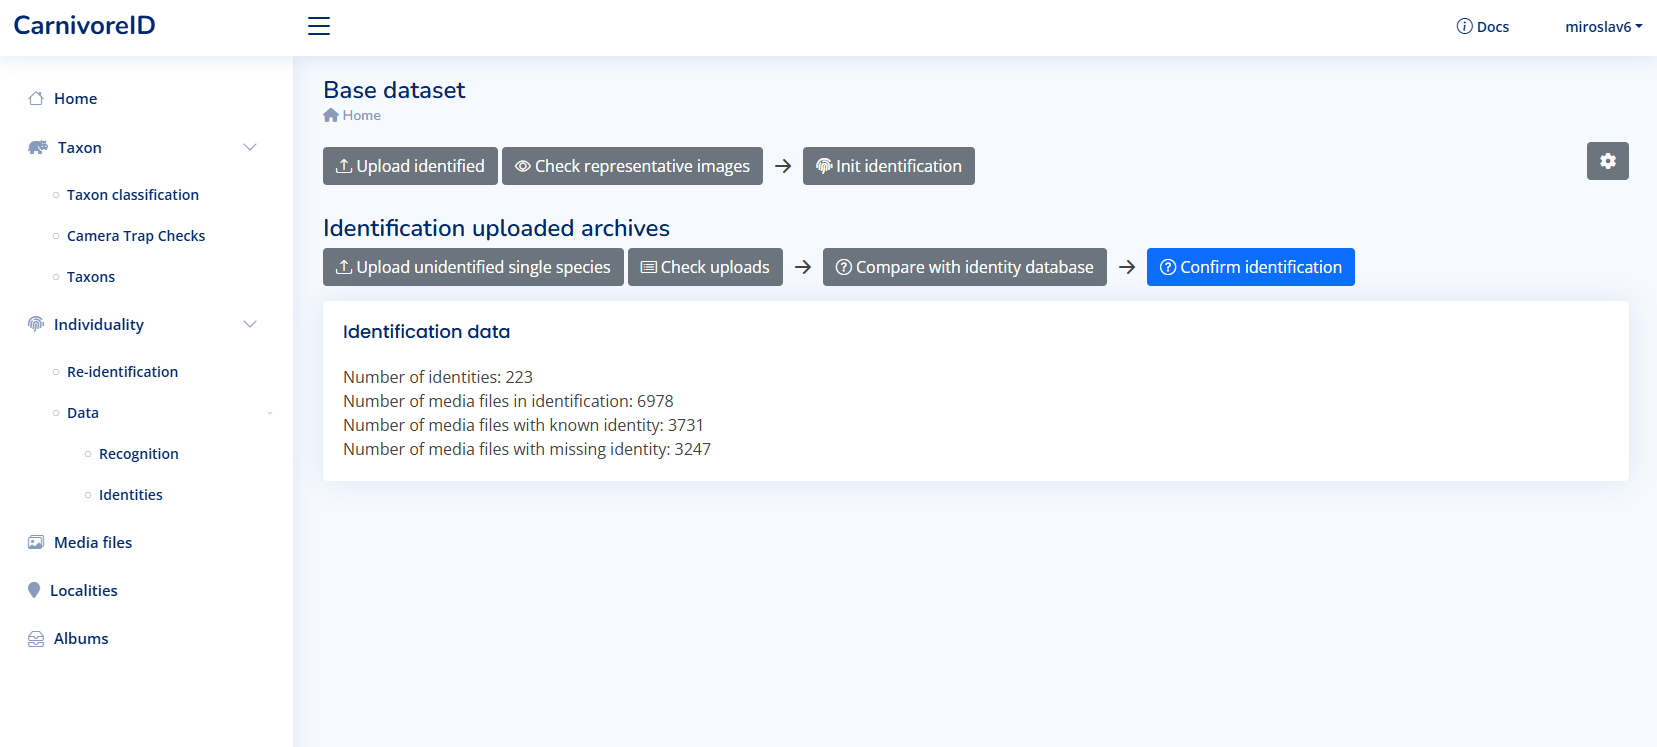 CarnivoreID
Docs
miroslav6
Home
Taxon
Taxon classification
Camera Trap Checks
Taxons
Individuality
Re-identification
Data
Recognition
Identities
Media files
Localities
Albums
Base dataset
Home
Upload identified
Check representative images
Init identification
Identification uploaded archives
Upload unidentified single species
Check uploads
Compare with identity database
Confirm identification
Identification data
Number of identities: 223
Number of media files in identification: 6978
Number of media files with known identity: 3731
Number of media files with missing identity: 3247